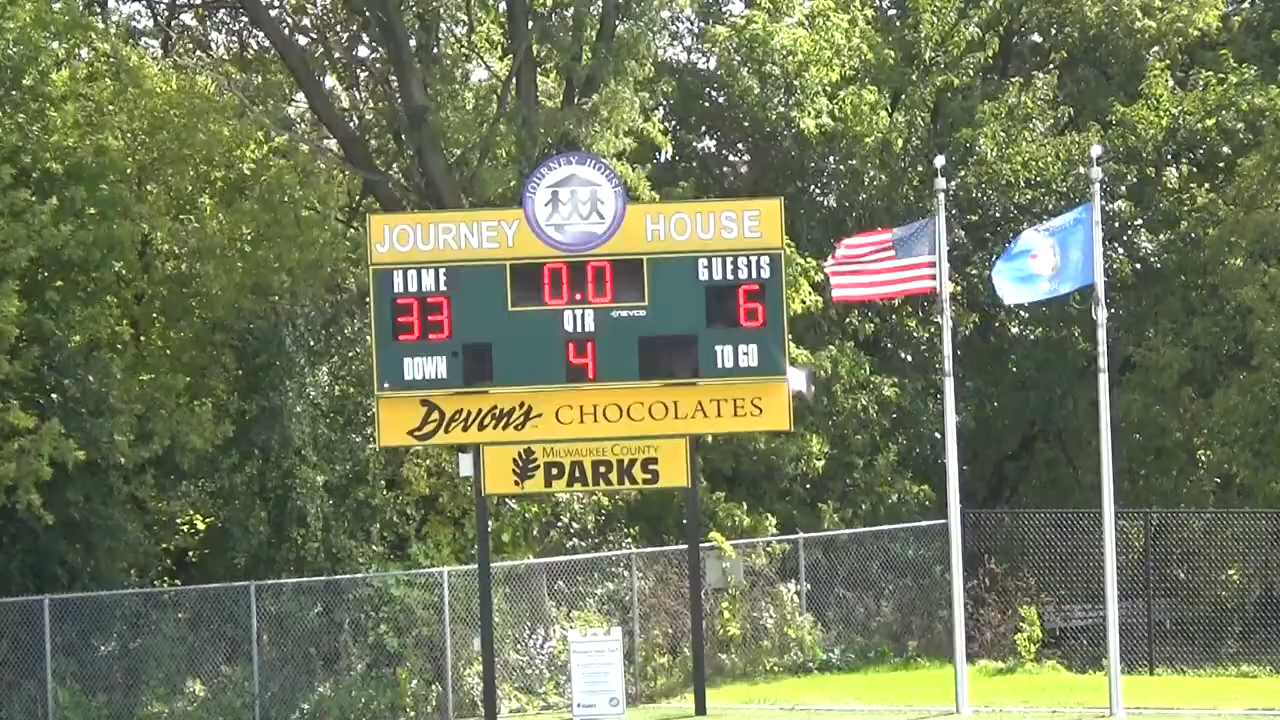 JOURNEY HOUSE
JOURNEY HOUSE
HOME 0.0 GUESTS
33 QTR NEVCO 6
DOWN 4 TO GO
Devon's CHOCOLATES
MILWAUKEE COUNTY
PARKS